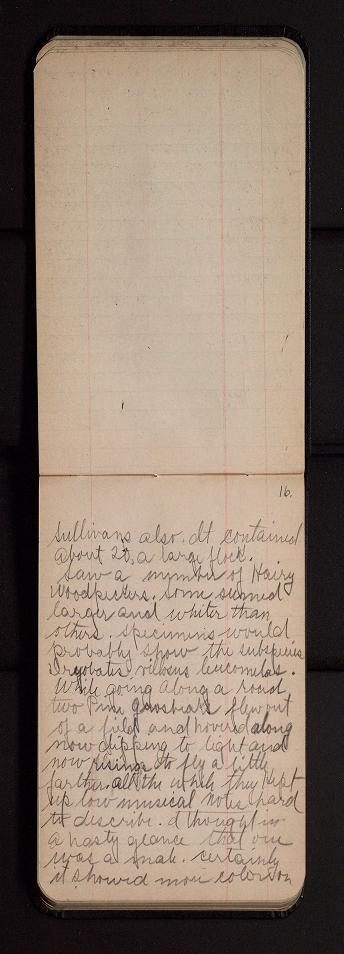 16.
Sullivans also. It contained
about 20, a large flock.
Saw a number of Hairy
Woodpeckers. Some seemed
larger and whiter than
others. Specimens would
probably show the subspecies
Dryobates villosus leucomelas.
While going along a road
two Pine Grosbeaks flew out
of a field and hovered along
now dipping to light and
now rising to fly a little
farther. All the while they kept
up low musical notes hard
to describe. I thought in
a hasty glance that one
was a male. Certainly
it showed more color on